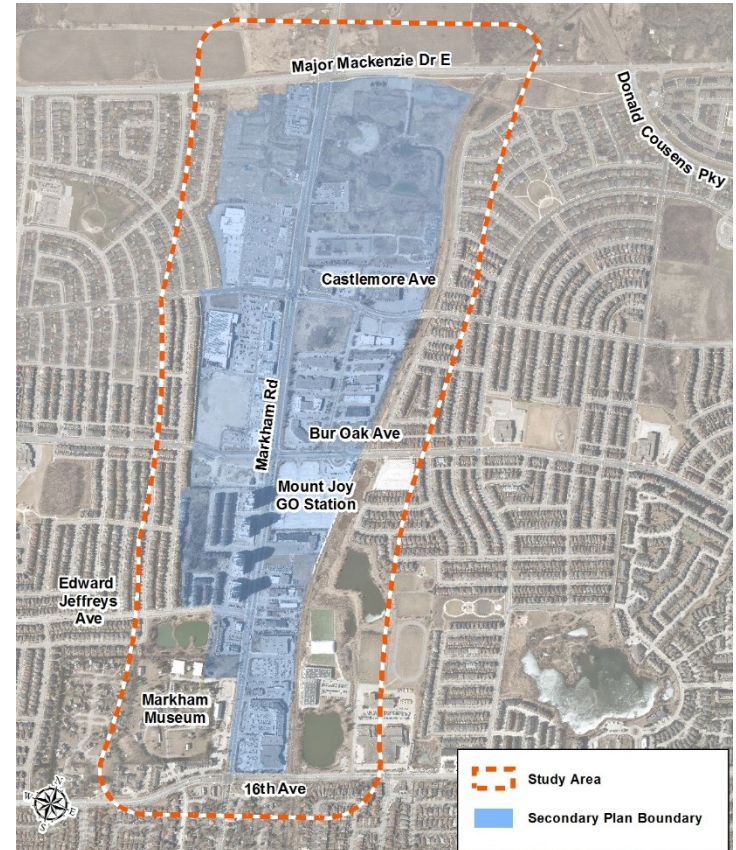 Major Mackenzie Dr E
Donald Cousens Pky
Castlemore Ave
Markham Rd
Bur Oak Ave
Mount Joy
GO Station
Edward
Jeffreys
Ave
Markham
Museum
16th Ave
N
W
E
S
Study Area
Secondary Plan Boundary